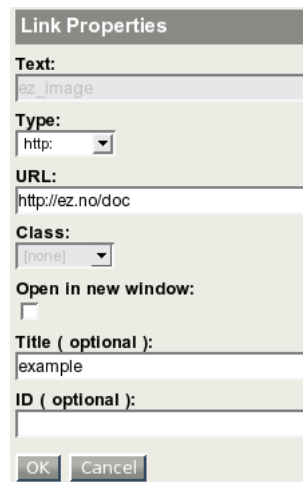 Link Properties
Text:
ez_image
Type:
http:
URL:
http://ez.no/doc
Class:
[none]
Open in new window:
Title ( optional ):
example
ID ( optional ):
OK Cancel